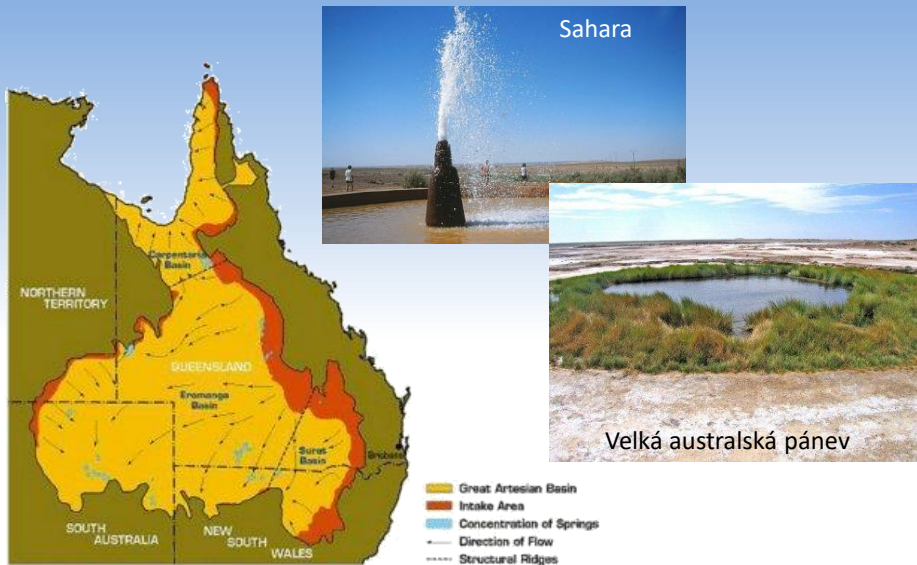 Sahara
Velká australská pánev
Carpentaria
Basin
NORTHERN
TERRITORY
QUEENSLAND
Eromanga
Basin
Surat
Basin
Brisbane
SOUTH
AUSTRALIA
NEW
SOUTH
WALES
Great Artesian Basin
Intake Area
Concentration of Springs
Direction of Flow
Structural Ridges